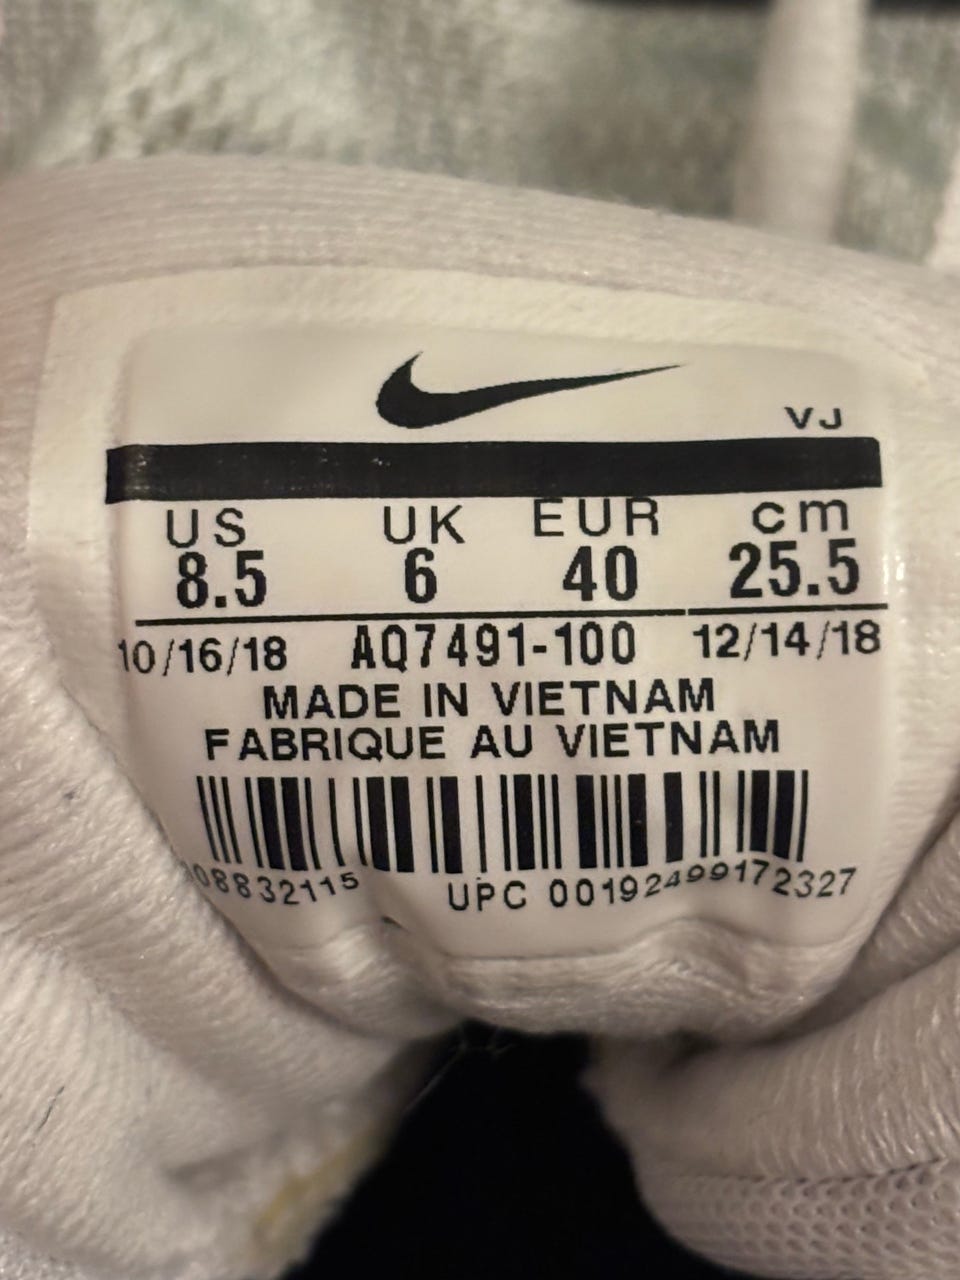 VJ
US UK EUR cm
8.5 6 40 25.5
10/16/18 AQ7491-100 12/14/18
MADE IN VIETNAM
FABRIQUE AU VIETNAM
08832115 UPC 00192499172327